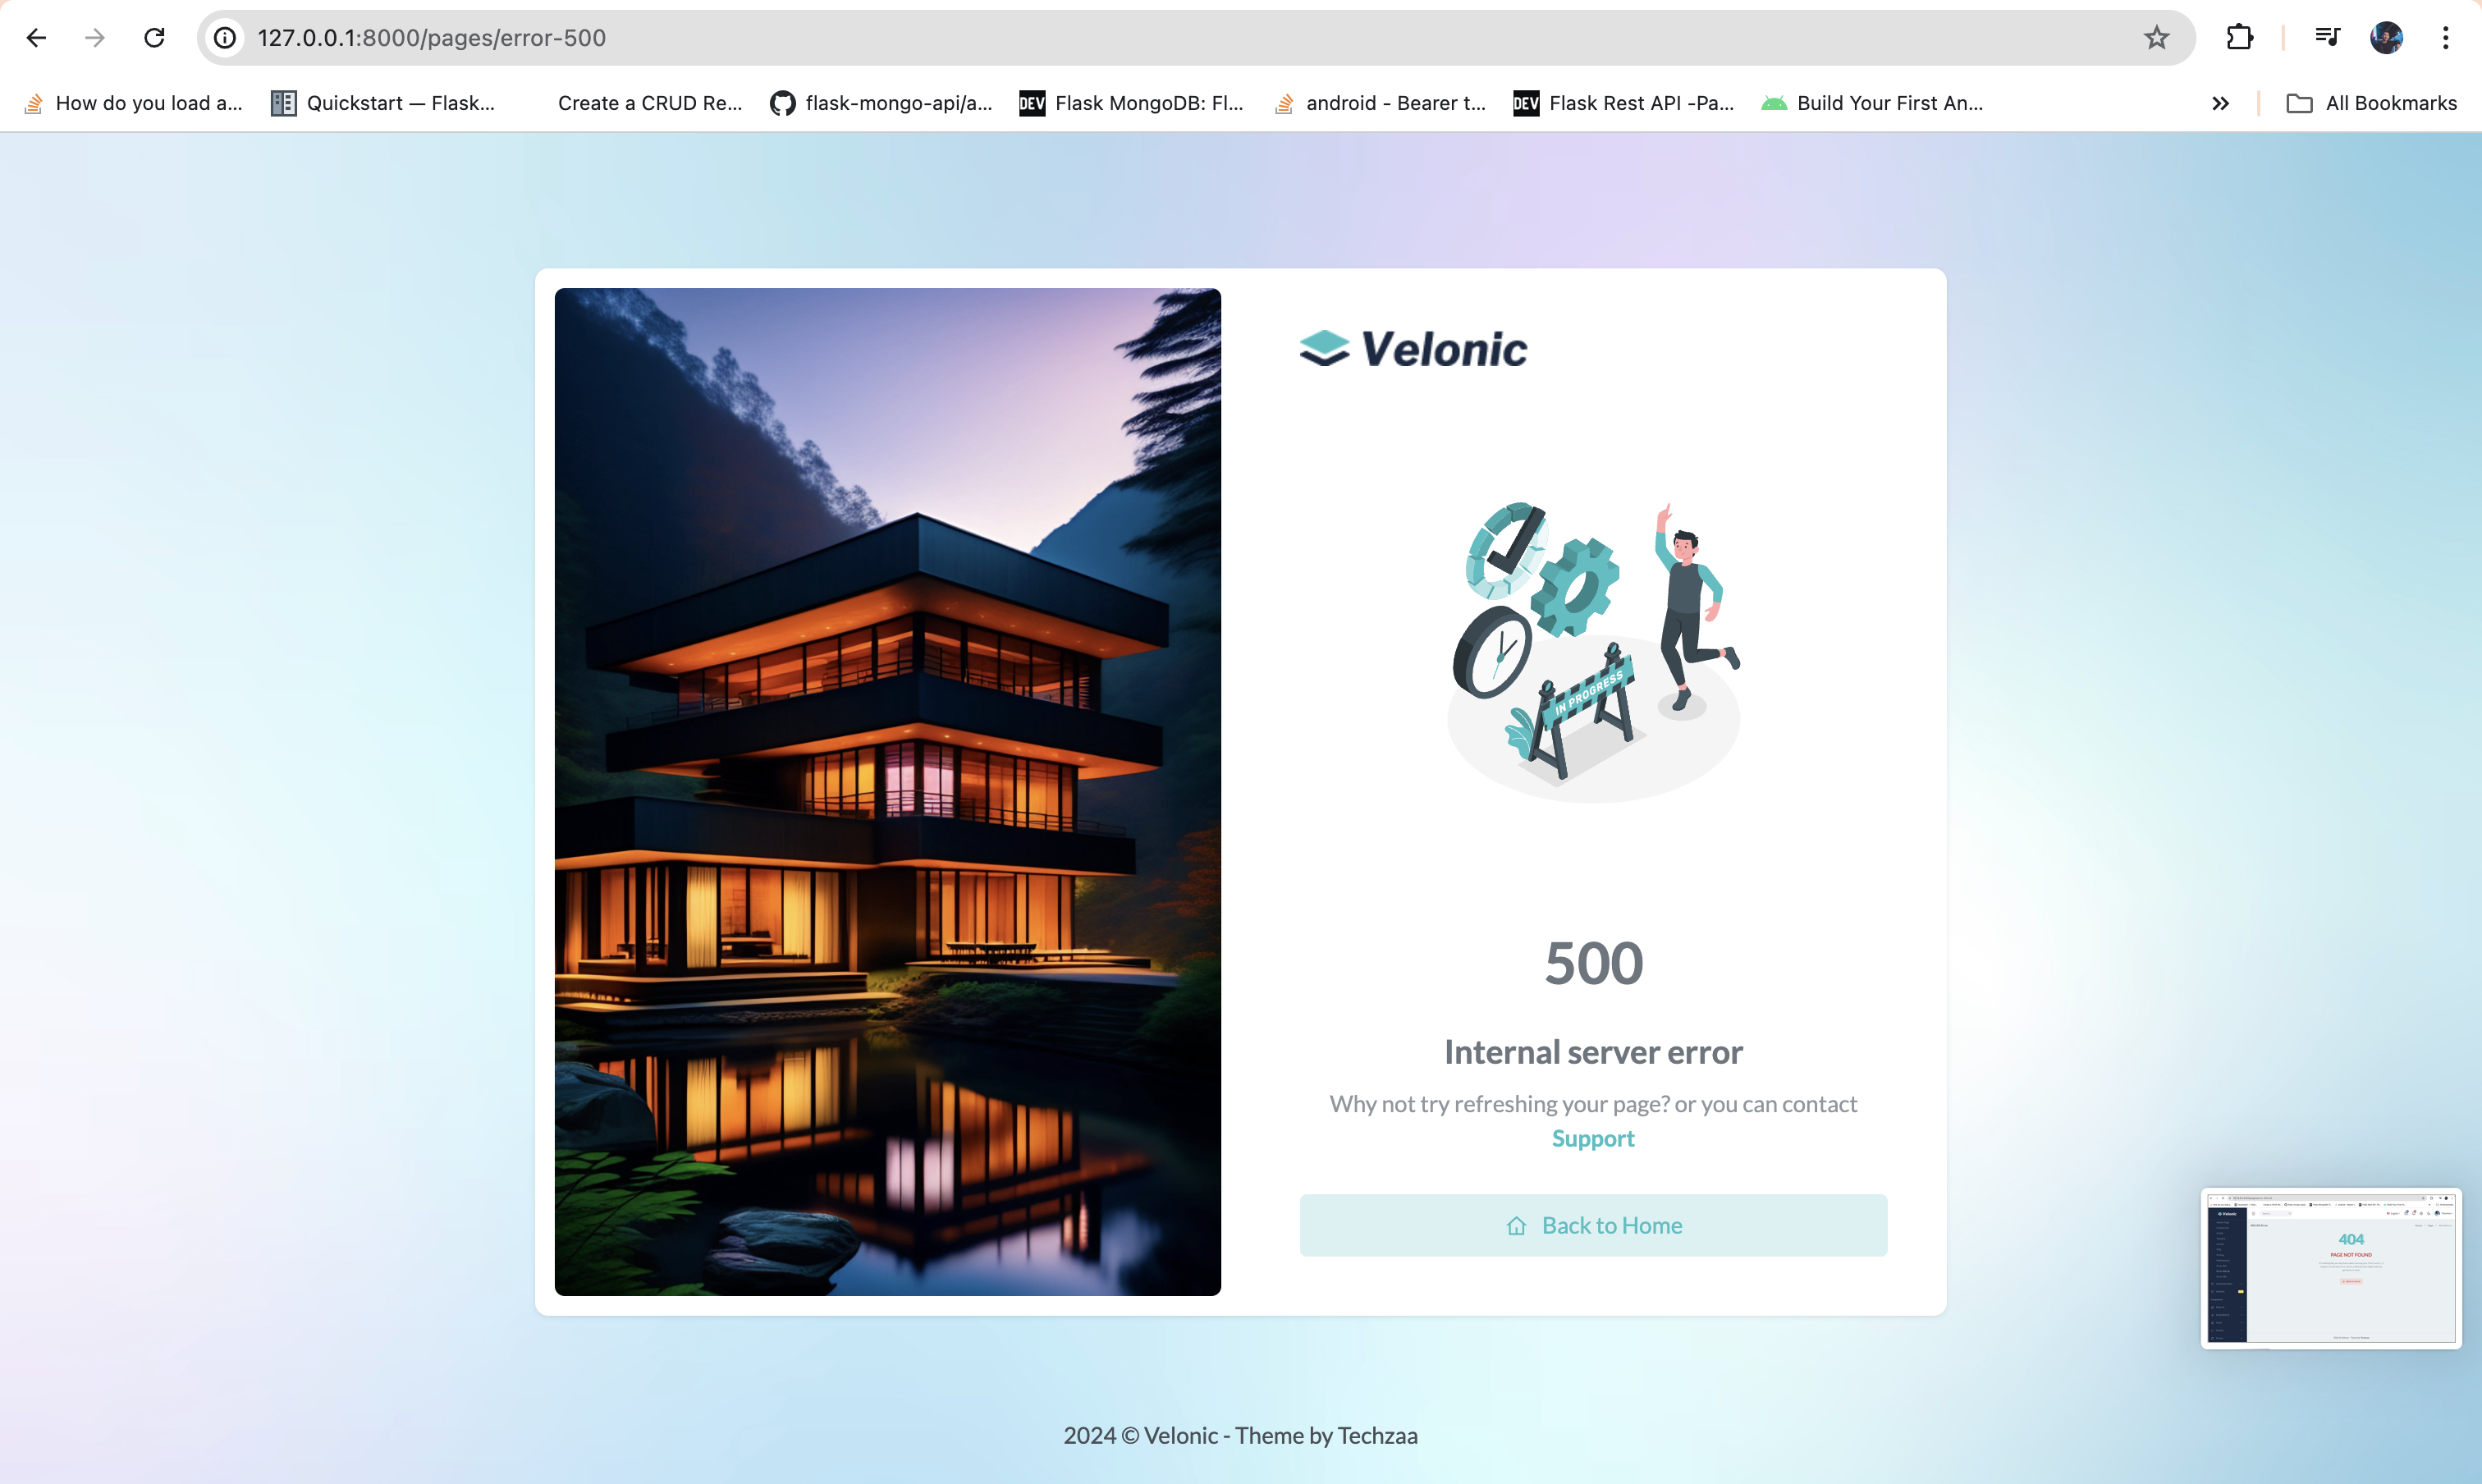 127.0.0.1:8000/pages/error-500
How do you load a...
Quickstart — Flask...
Create a CRUD Re...
flask-mongo-api/a...
DEV Flask MongoDB: Fl...
android - Bearer t...
DEV Flask Rest API -Pa...
Build Your First An...
All Bookmarks
Velonic
IN PROGRESS
500
Internal server error
Why not try refreshing your page? or you can contact
Support
Back to Home
Velonic
404
PAGE NOT FOUND
2024 © Velonic - Theme by Techzaa